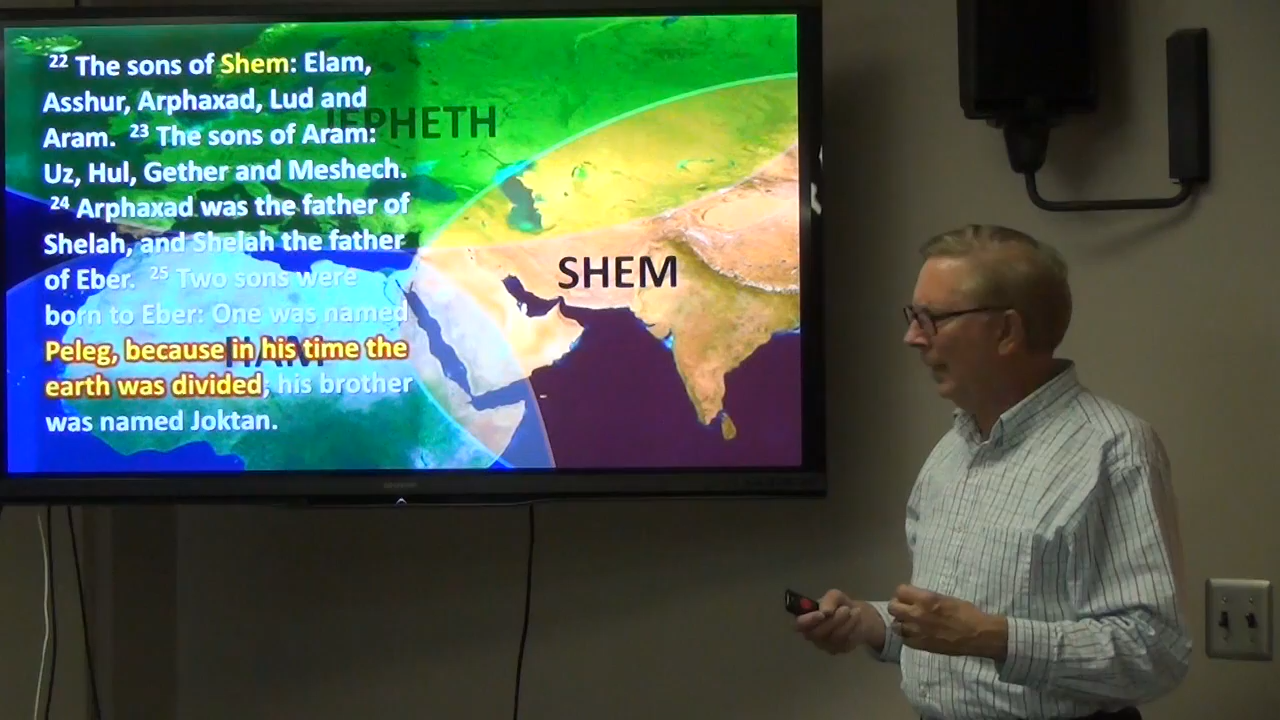 22 The sons of Shem: Elam,
Asshur, Arphaxad, Lud and
Aram. 23 The sons of Aram:
Uz, Hul, Gether and Meshech.
24 Arphaxad was the father of
Shelah, and Shelah the father
of Eber. 25 Two sons were
born to Eber: One was named
Peleg, because in his time the
earth was divided; his brother
was named Joktan.
JEPHETH
SHEM
HAM
SHARP